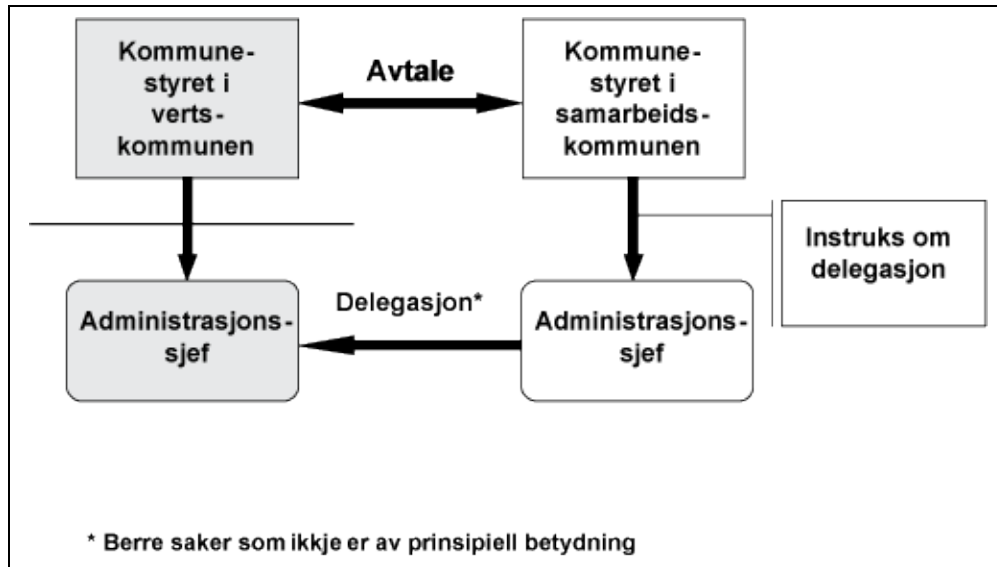 Kommune-
styret i
verts-
kommunen
Avtale
Kommune-
styret i
samarbeids-
kommunen
Instruks om
delegasjon
Administrasjons-
sjef
Delegasjon*
Administrasjons-
sjef
* Berre saker som ikkje er av prinsipiell betydning